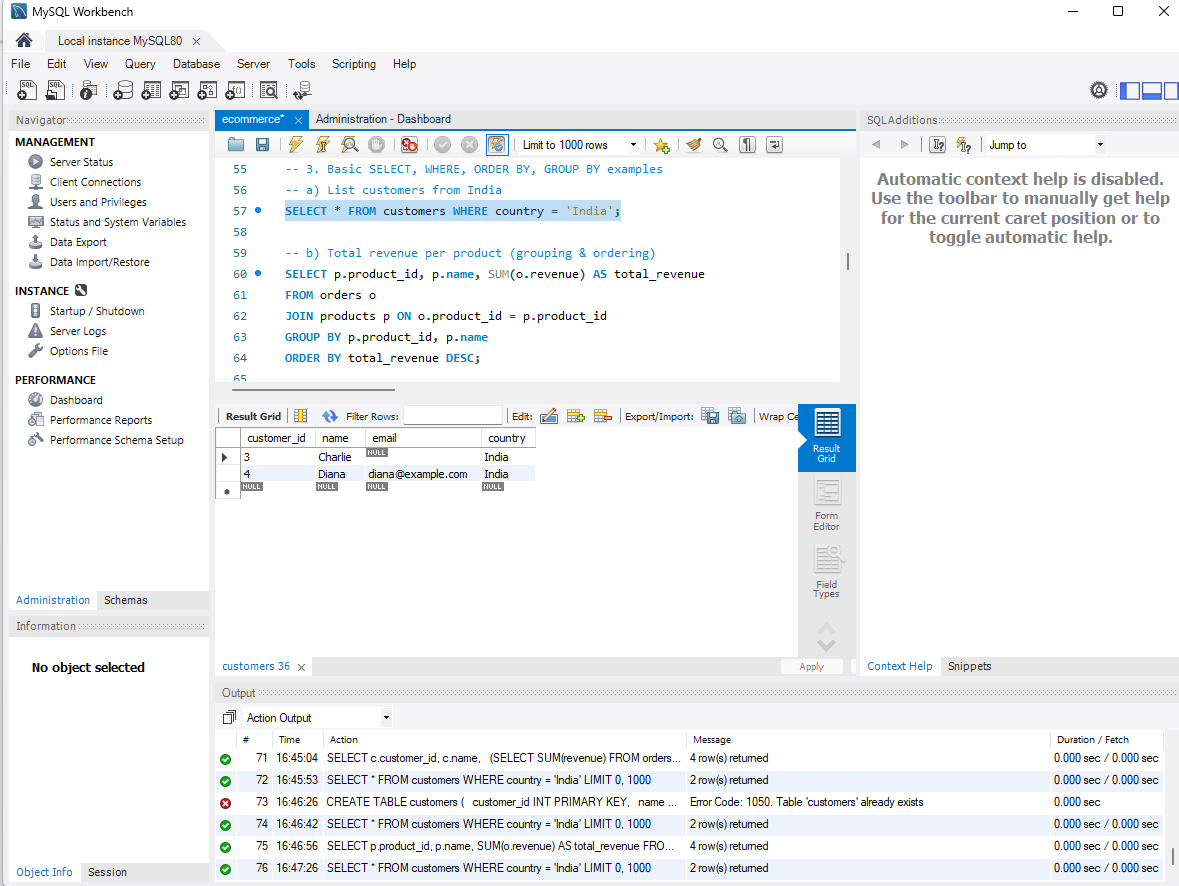 MySQL Workbench
Local instance MySQL80
File Edit View Query Database Server Tools Scripting Help
Navigator
MANAGEMENT
Server Status
Client Connections
Users and Privileges
Status and System Variables
Data Export
Data Import/Restore
INSTANCE
Startup / Shutdown
Server Logs
Options File
PERFORMANCE
Dashboard
Performance Reports
Performance Schema Setup
Administration Schemas
Information
No object selected
Object Info Session
ecommerce* Administration - Dashboard
Limit to 1000 rows
55 -- 3. Basic SELECT, WHERE, ORDER BY, GROUP BY examples
56 -- a) List customers from India
57 SELECT * FROM customers WHERE country = 'India';
58
59 -- b) Total revenue per product (grouping & ordering)
60 SELECT p.product_id, p.name, SUM(o.revenue) AS total_revenue
61 FROM orders o
62 JOIN products p ON o.product_id = p.product_id
63 GROUP BY p.product_id, p.name
64 ORDER BY total_revenue DESC;
65
Result Grid Filter Rows: Edit: Export/Import: Wrap Ce
customer_id name email country
3 Charlie NULL India
4 Diana diana@example.com India
NULL NULL NULL NULL
Result
Grid
Form
Editor
Field
Types
customers 36 Apply
SQLAdditions
Jump to
Automatic context help is disabled.
Use the toolbar to manually get help
for the current caret position or to
toggle automatic help.
Context Help Snippets
Output
Action Output
# Time Action Message Duration / Fetch
71 16:45:04 SELECT c.customer_id, c.name, (SELECT SUM(revenue) FROM orders... 4 row(s) returned 0.000 sec / 0.000 sec
72 16:45:53 SELECT * FROM customers WHERE country = 'India' LIMIT 0, 1000 2 row(s) returned 0.000 sec / 0.000 sec
73 16:46:26 CREATE TABLE customers ( customer_id INT PRIMARY KEY, name ... Error Code: 1050. Table 'customers' already exists 0.000 sec
74 16:46:42 SELECT * FROM customers WHERE country = 'India' LIMIT 0, 1000 2 row(s) returned 0.000 sec / 0.000 sec
75 16:46:56 SELECT p.product_id, p.name, SUM(o.revenue) AS total_revenue FRO... 4 row(s) returned 0.000 sec / 0.000 sec
76 16:47:26 SELECT * FROM customers WHERE country = 'India' LIMIT 0, 1000 2 row(s) returned 0.000 sec / 0.000 sec